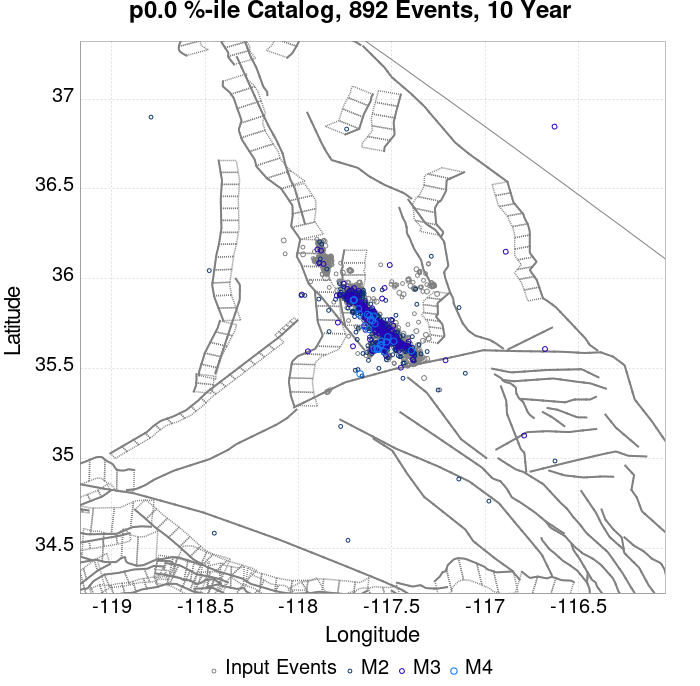 p0.0 %-ile Catalog, 892 Events, 10 Year
37
36.5
36
35.5
35
34.5
Latitude
-119
-118.5
-118
-117.5
-117
-116.5
Longitude
Input Events
M2
M3
M4